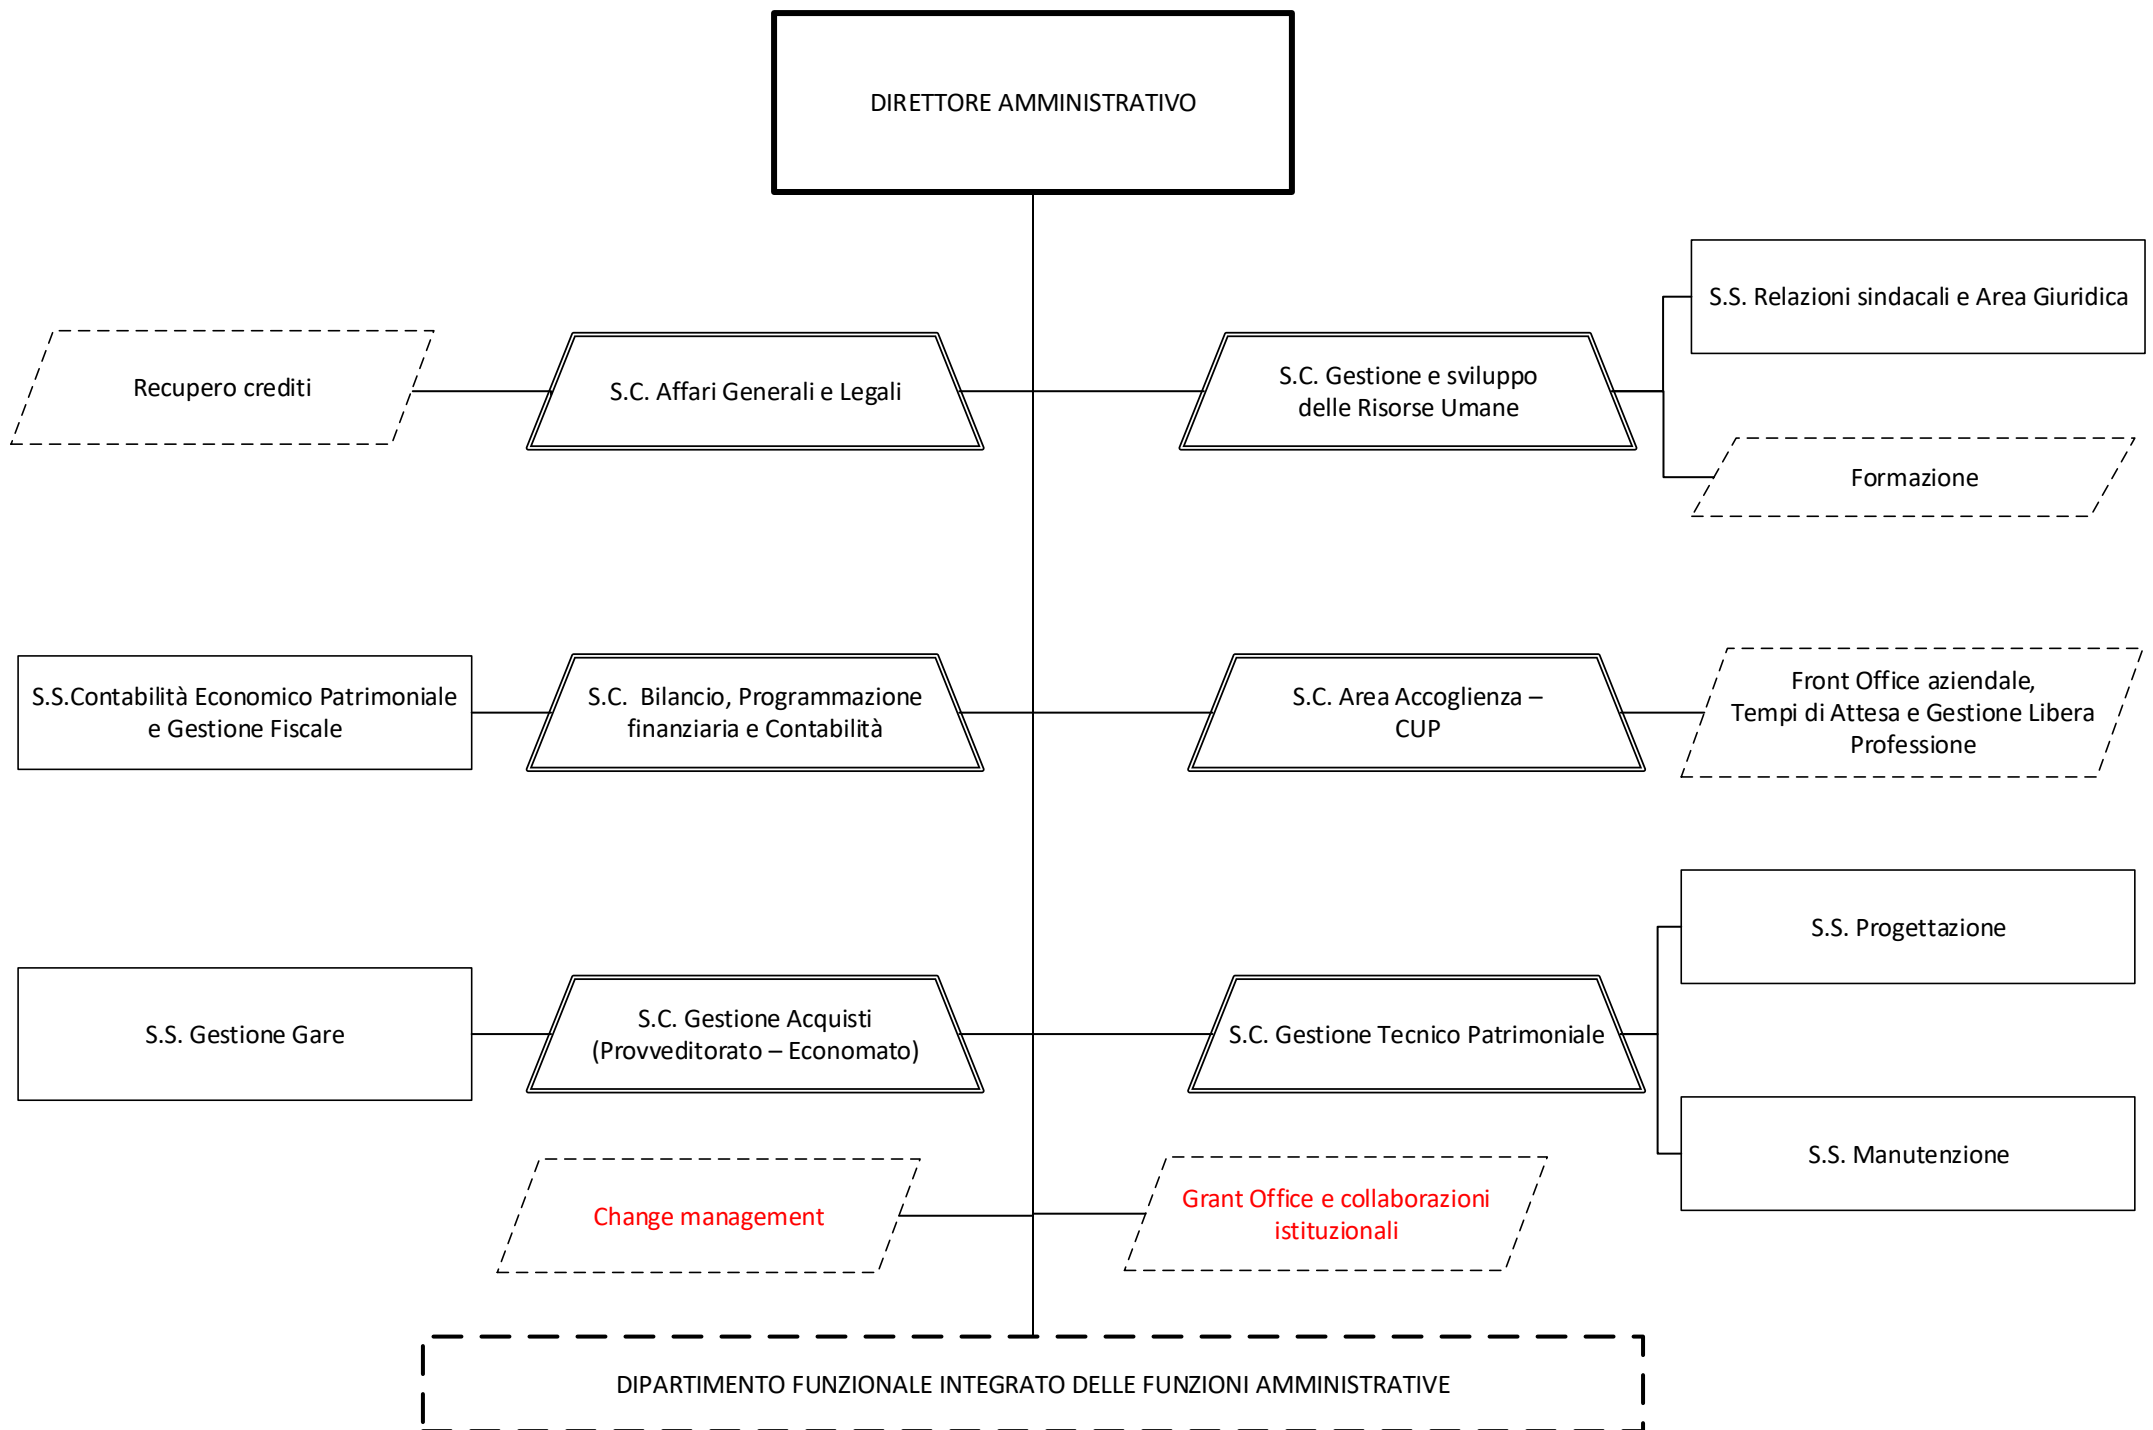 DIRETTORE AMMINISTRATIVO
S.S. Relazioni sindacali e Area Giuridica
Recupero crediti
S.C. Affari Generali e Legali
S.C. Gestione e sviluppo
delle Risorse Umane
Formazione
S.S.Contabilità Economico Patrimoniale
e Gestione Fiscale
S.C. Bilancio, Programmazione
finanziaria e Contabilità
S.C. Area Accoglienza –
CUP
Front Office aziendale,
Tempi di Attesa e Gestione Libera
Professione
S.S. Progettazione
S.S. Gestione Gare
S.C. Gestione Acquisti
(Provveditorato – Economato)
S.C. Gestione Tecnico Patrimoniale
S.S. Manutenzione
Change management
Grant Office e collaborazioni
istituzionali
DIPARTIMENTO FUNZIONALE INTEGRATO DELLE FUNZIONI AMMINISTRATIVE